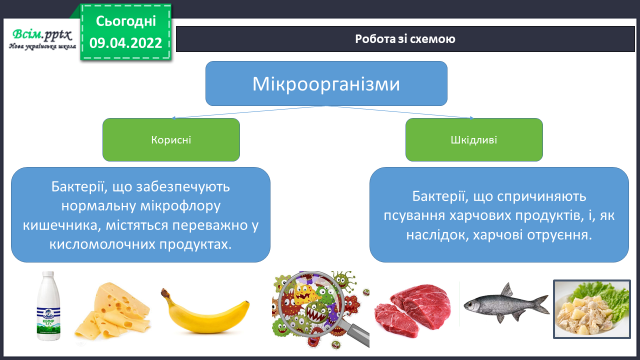 Всім.pptx
Нова українська школа
Сьогодні
09.04.2022
Робота зі схемою
Мікроорганізми
Корисні
Шкідливі
Бактерії, що забезпечують
нормальну мікрофлору
кишечника, містяться переважно у
кисломолочних продуктах.
Бактерії, що спричиняють
псування харчових продуктів, і, як
наслідок, харчові отруєння.